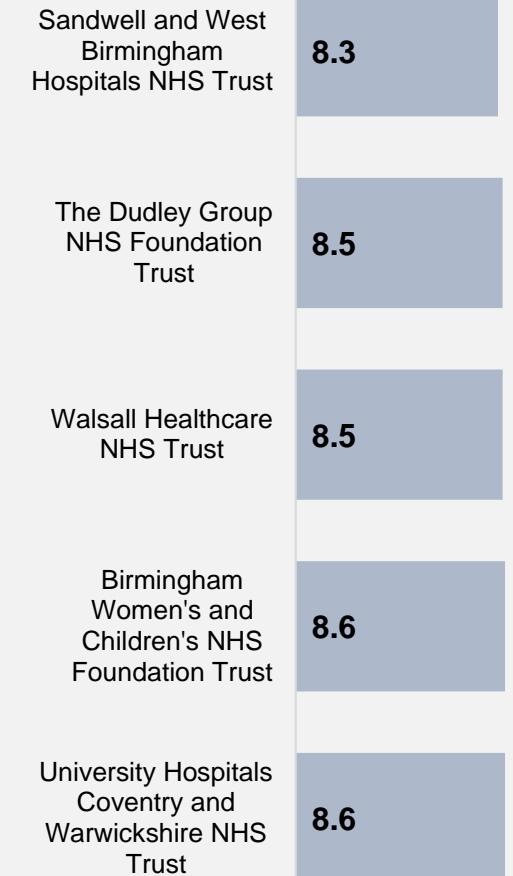 Sandwell and West
Birmingham
Hospitals NHS Trust
8.3
The Dudley Group
NHS Foundation
Trust
8.5
Walsall Healthcare
NHS Trust
8.5
Birmingham
Women's and
Children's NHS
Foundation Trust
8.6
University Hospitals
Coventry and
Warwickshire NHS
Trust
8.6